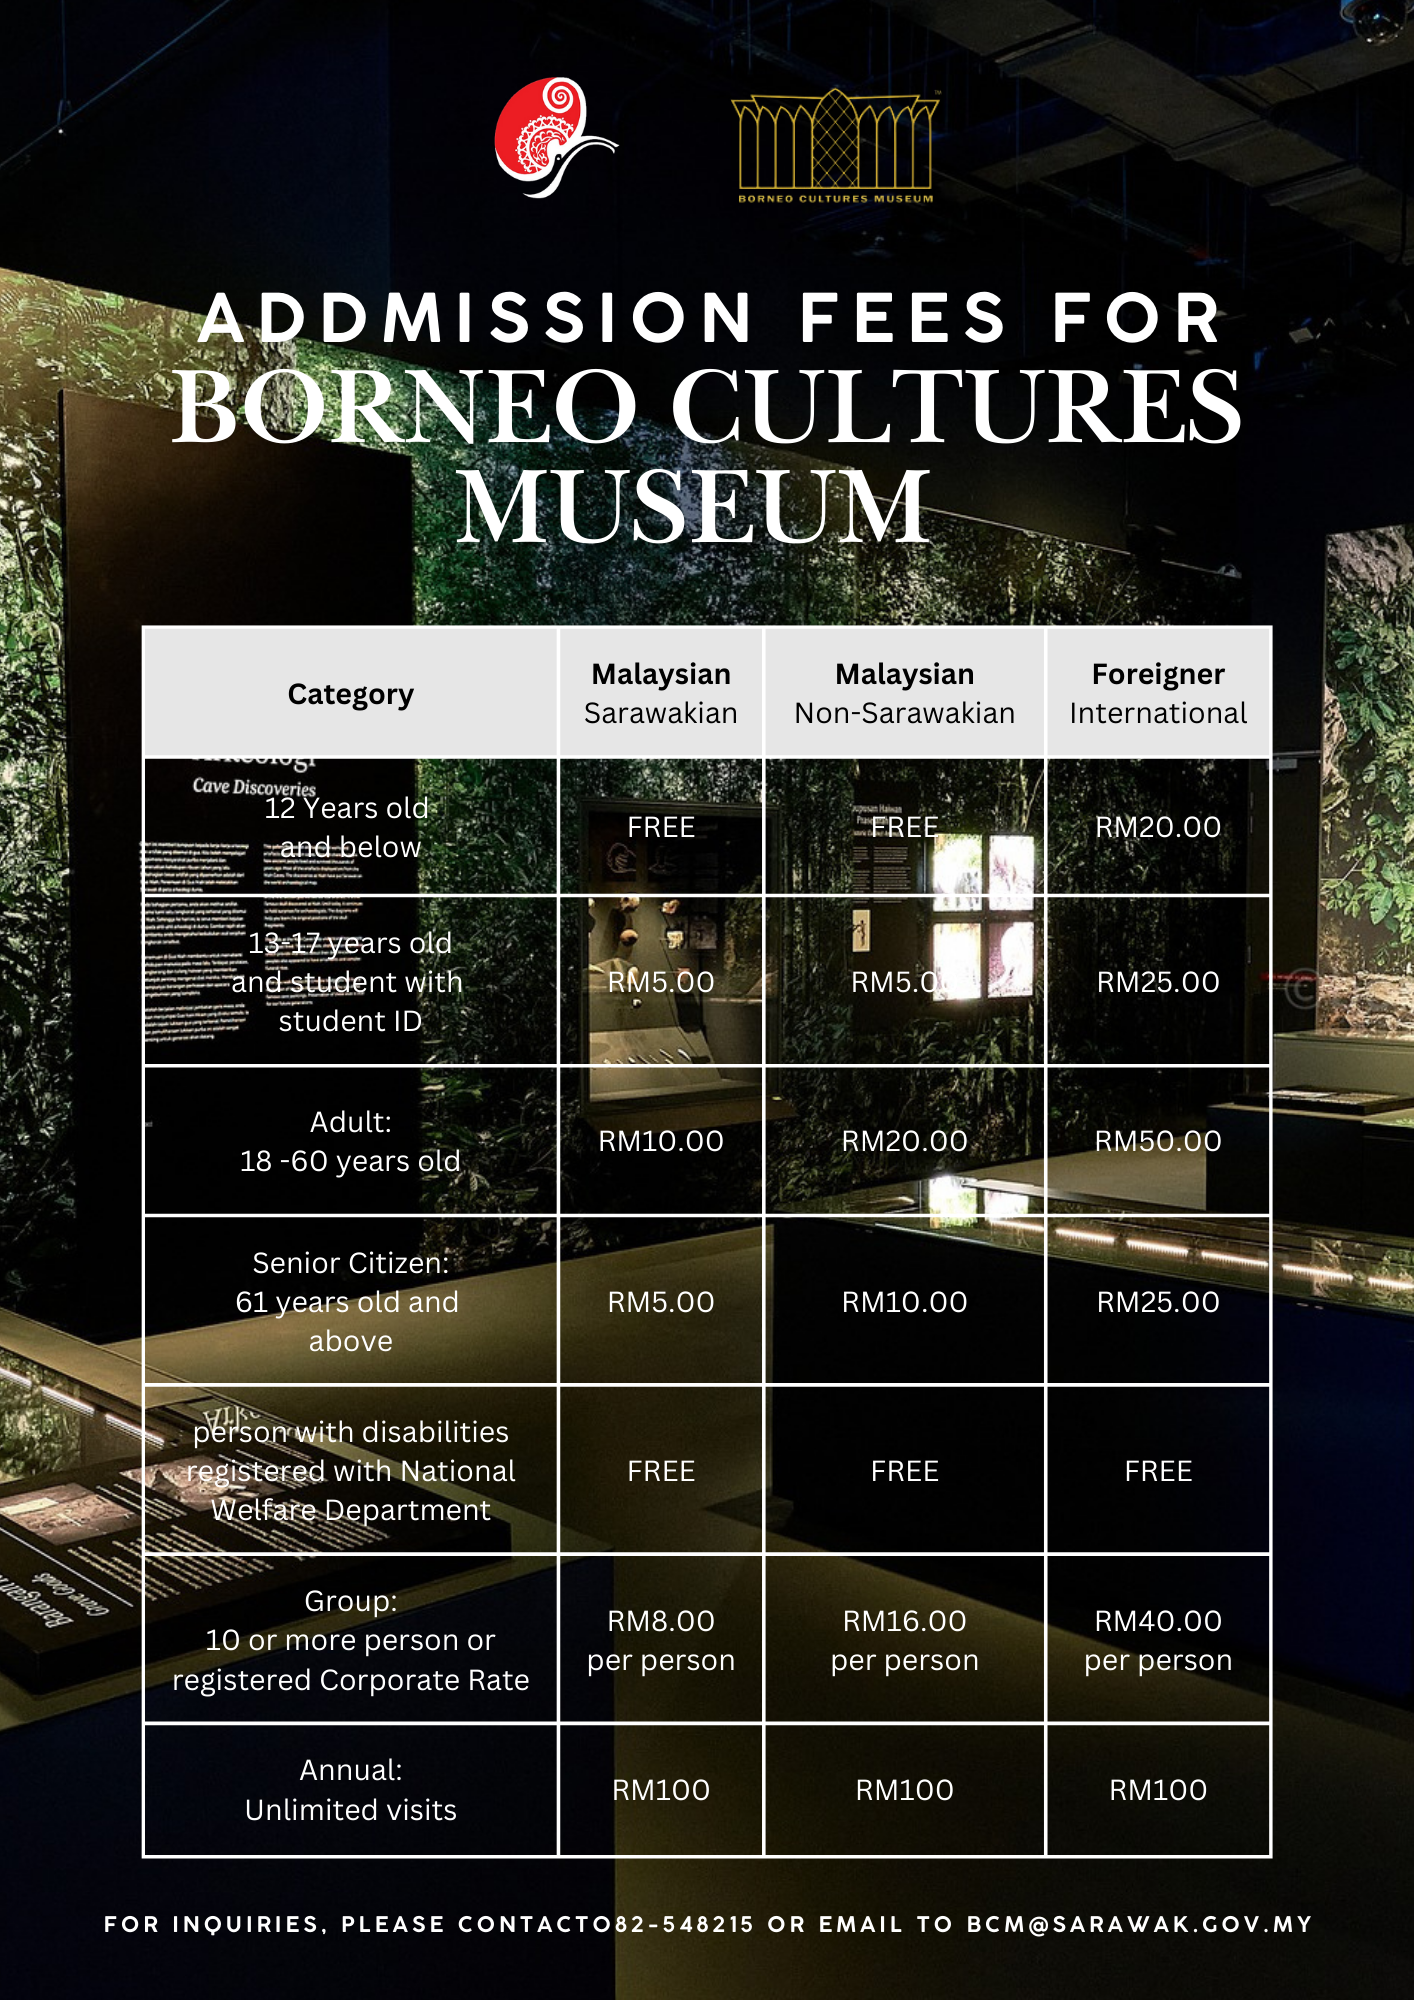 BORNEO CULTURES MUSEUM
ADDMISSION FEES FOR
BORNEO CULTURES
MUSEUM
Category
Malaysian
Sarawakian
Malaysian
Non-Sarawakian
Foreigner
International
Cave Discoveries
12 Years old
and below
FREE
FREE
RM20.00
13-17 years old
and student with
student ID
RM5.00
RM5.0
RM25.00
Adult:
18 -60 years old
RM10.00
RM20.00
RM50.00
Senior Citizen:
61 years old and
above
RM5.00
RM10.00
RM25.00
person with disabilities
registered with National
Welfare Department
FREE
FREE
FREE
Group:
10 or more person or
registered Corporate Rate
RM8.00
per person
RM16.00
per person
RM40.00
per person
Annual:
Unlimited visits
RM100
RM100
RM100
Grave Goods
FOR INQUIRIES, PLEASE CONTACT082-548215 OR EMAIL TO BCM@SARAWAK.GOV.MY